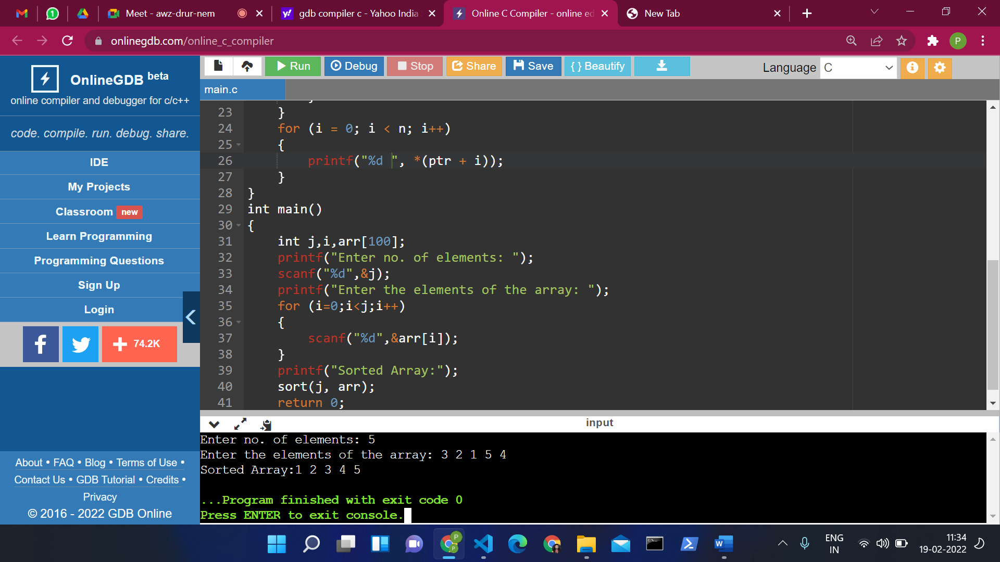 Meet - awz-drur-nem
gdb compiler c - Yahoo India
Online C Compiler - online ed
New Tab
onlinegdb.com/online_c_compiler
P
OnlineGDB beta
online compiler and debugger for c/c++
code. compile. run. debug. share.
IDE
My Projects
Classroom new
Learn Programming
Programming Questions
Sign Up
Login
74.2K
About • FAQ • Blog • Terms of Use •
Contact Us • GDB Tutorial • Credits •
Privacy
© 2016 - 2022 GDB Online
Run
Debug
Stop
Share
Save
{ } Beautify
Language C
main.c
23 }
24 for (i = 0; i < n; i++)
25 {
26 printf("%d ", *(ptr + i));
27 }
28 }
29 int main()
30 {
31 int j,i,arr[100];
32 printf("Enter no. of elements: ");
33 scanf("%d",&j);
34 printf("Enter the elements of the array: ");
35 for (i=0;i<j;i++)
36 {
37 scanf("%d",&arr[i]);
38 }
39 printf("Sorted Array:");
40 sort(j, arr);
41 return 0;
input
Enter no. of elements: 5
Enter the elements of the array: 3 2 1 5 4
Sorted Array:1 2 3 4 5
...Program finished with exit code 0
Press ENTER to exit console.
ENG
IN
11:34
19-02-2022